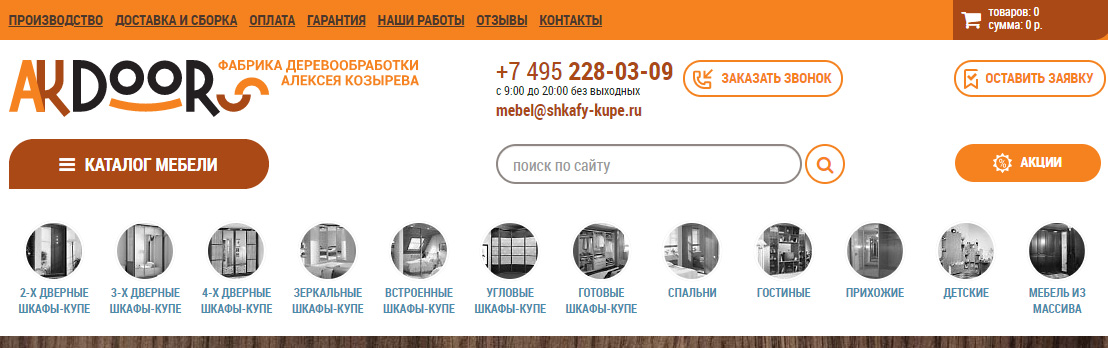 ПРОИЗВОДСТВО ДОСТАВКА И СБОРКА ОПЛАТА ГАРАНТИЯ НАШИ РАБОТЫ ОТЗЫВЫ КОНТАКТЫ
товаров: 0
сумма: 0 р.
AKDOORS
ФАБРИКА ДЕРЕВООБРАБОТКИ
АЛЕКСЕЯ КОЗЫРЕВА
+7 495 228-03-09
с 9:00 до 20:00 без выходных
mebel@shkafy-kupe.ru
ЗАКАЗАТЬ ЗВОНОК
ОСТАВИТЬ ЗАЯВКУ
КАТАЛОГ МЕБЕЛИ
поиск по сайту
% АКЦИИ
2-Х ДВЕРНЫЕ
ШКАФЫ-КУПЕ
3-Х ДВЕРНЫЕ
ШКАФЫ-КУПЕ
4-Х ДВЕРНЫЕ
ШКАФЫ-КУПЕ
ЗЕРКАЛЬНЫЕ
ШКАФЫ-КУПЕ
ВСТРОЕННЫЕ
ШКАФЫ-КУПЕ
УГЛОВЫЕ
ШКАФЫ-КУПЕ
ГОТОВЫЕ
ШКАФЫ-КУПЕ
СПАЛЬНИ
ГОСТИНЫЕ
ПРИХОЖИЕ
ДЕТСКИЕ
МЕБЕЛЬ ИЗ
МАССИВА